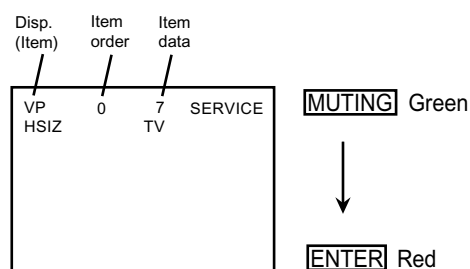 Disp.
(Item)
Item
order
Item
data
VP 0 7 SERVICE
HSIZ TV
MUTING Green
ENTER Red